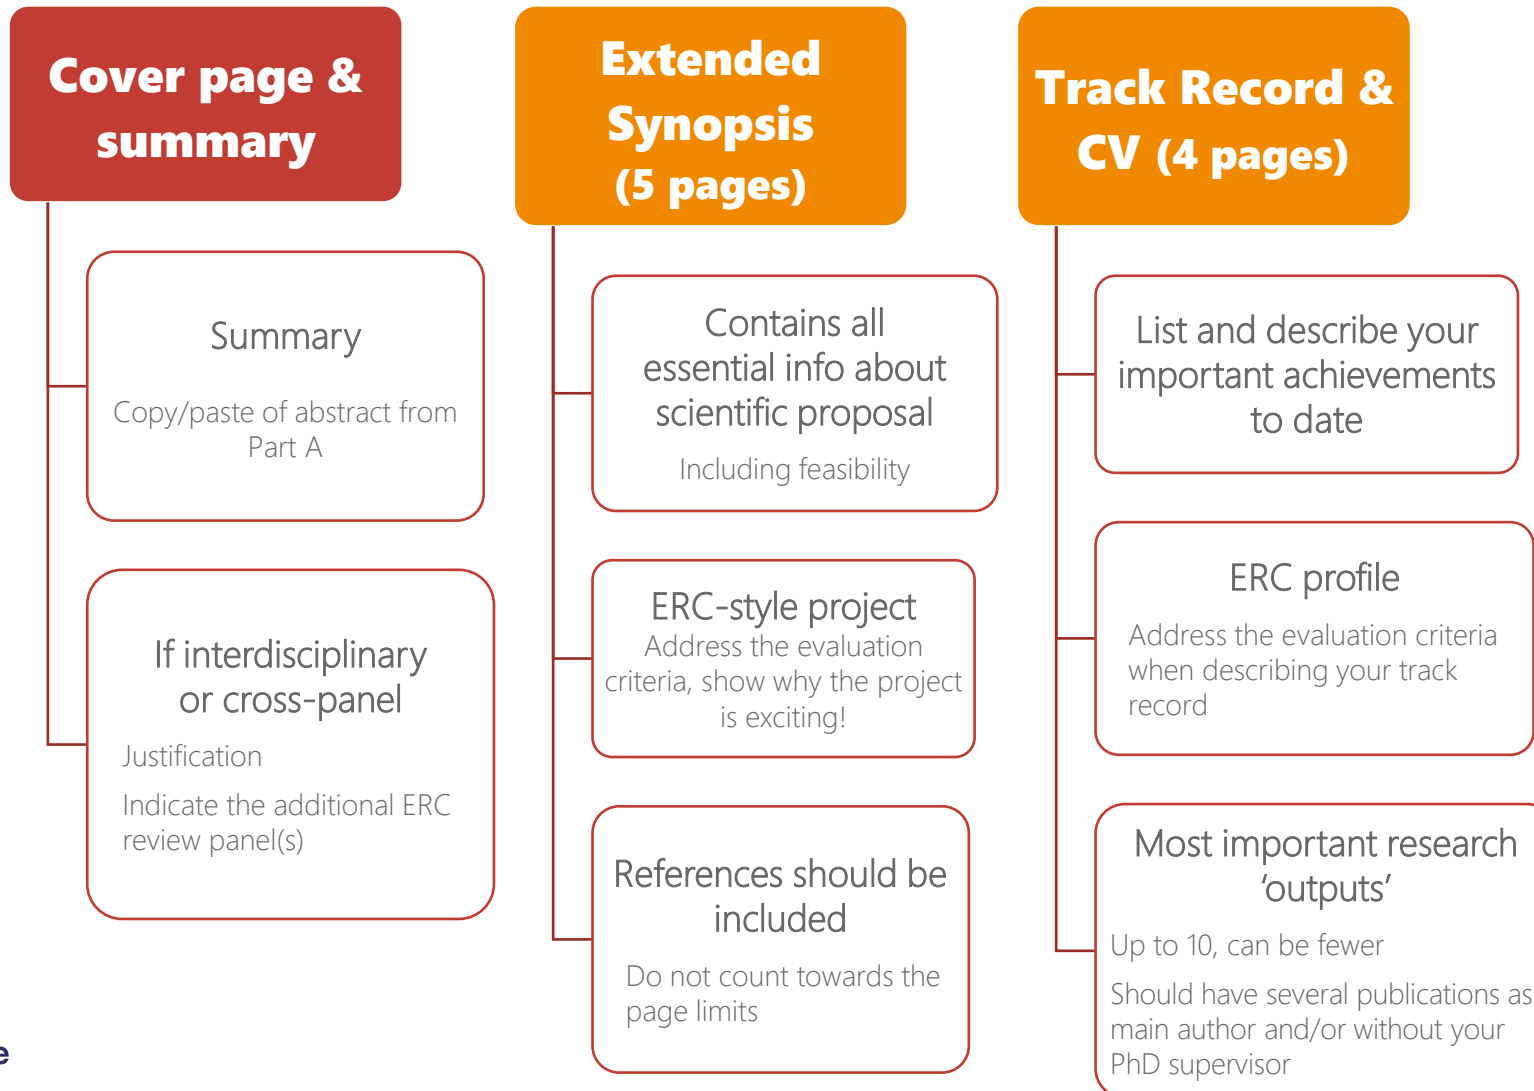 Cover page &
summary
Summary
Copy/paste of abstract from
Part A
If interdisciplinary
or cross-panel
Justification
Indicate the additional ERC
review panel(s)
Extended
Synopsis
(5 pages)
Contains all
essential info about
scientific proposal
Including feasibility
ERC-style project
Address the evaluation
criteria, show why the project
is exciting!
References should be
included
Do not count towards the
page limits
Track Record &
CV (4 pages)
List and describe your
important achievements
to date
ERC profile
Address the evaluation criteria
when describing your track
record
Most important research
‘outputs’
Up to 10, can be fewer
Should have several publications as
main author and/or without your
PhD supervisor
e